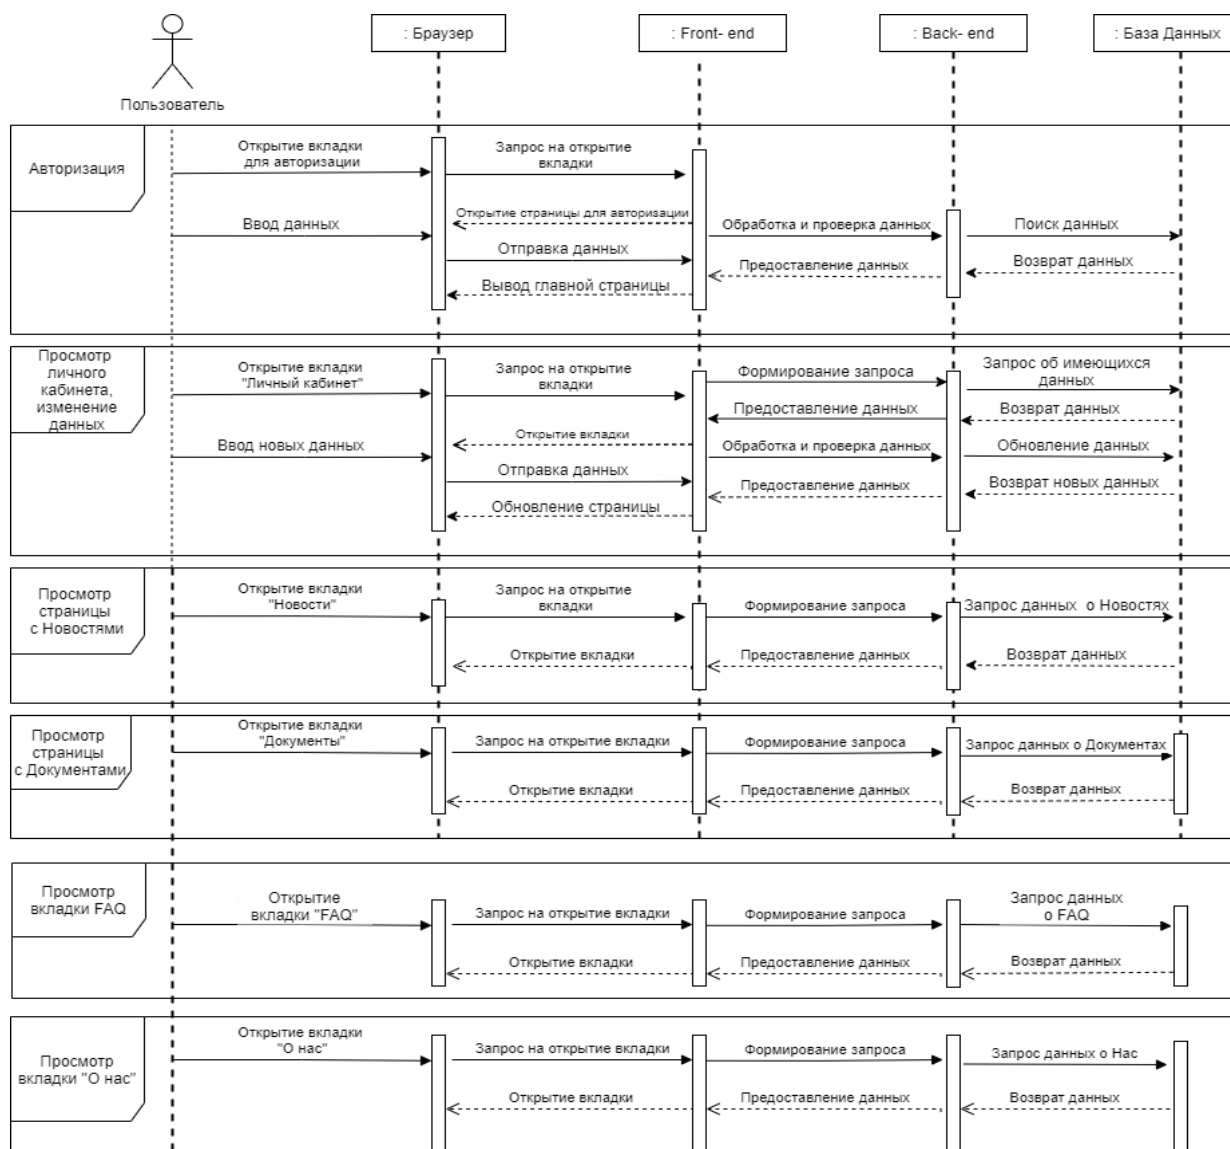 : Браузер
: Front- end
: Back- end
: База Данных
Пользователь
Авторизация
Открытие вкладки
для авторизации
Запрос на открытие
вкладки
Открытие страницы для авторизации
Ввод данных
Обработка и проверка данных
Поиск данных
Отправка данных
Предоставление данных
Возврат данных
Вывод главной страницы
Просмотр
личного
кабинета,
изменение
данных
Открытие вкладки
"Личный кабинет"
Запрос на открытие
вкладки
Формирование запроса
Запрос об имеющихся
данных
Предоставление данных
Возврат данных
Открытие вкладки
Ввод новых данных
Обработка и проверка данных
Обновление данных
Отправка данных
Предоставление данных
Возврат новых данных
Обновление страницы
Просмотр
страницы
с Новостями
Открытие вкладки
"Новости"
Запрос на открытие
вкладки
Формирование запроса
Запрос данных о Новостях
Открытие вкладки
Предоставление данных
Возврат данных
Просмотр
страницы
с Документами
Открытие вкладки
"Документы"
Запрос на открытие вкладки
Формирование запроса
Запрос данных о Документах
Открытие вкладки
Предоставление данных
Возврат данных
Просмотр
вкладки FAQ
Открытие
вкладки "FAQ"
Запрос на открытие вкладки
Формирование запроса
Запрос данных
о FAQ
Открытие вкладки
Предоставление данных
Возврат данных
Просмотр
вкладки "О нас"
Открытие вкладки
"О нас"
Запрос на открытие вкладки
Формирование запроса
Запрос данных о Нас
Открытие вкладки
Предоставление данных
Возврат данных